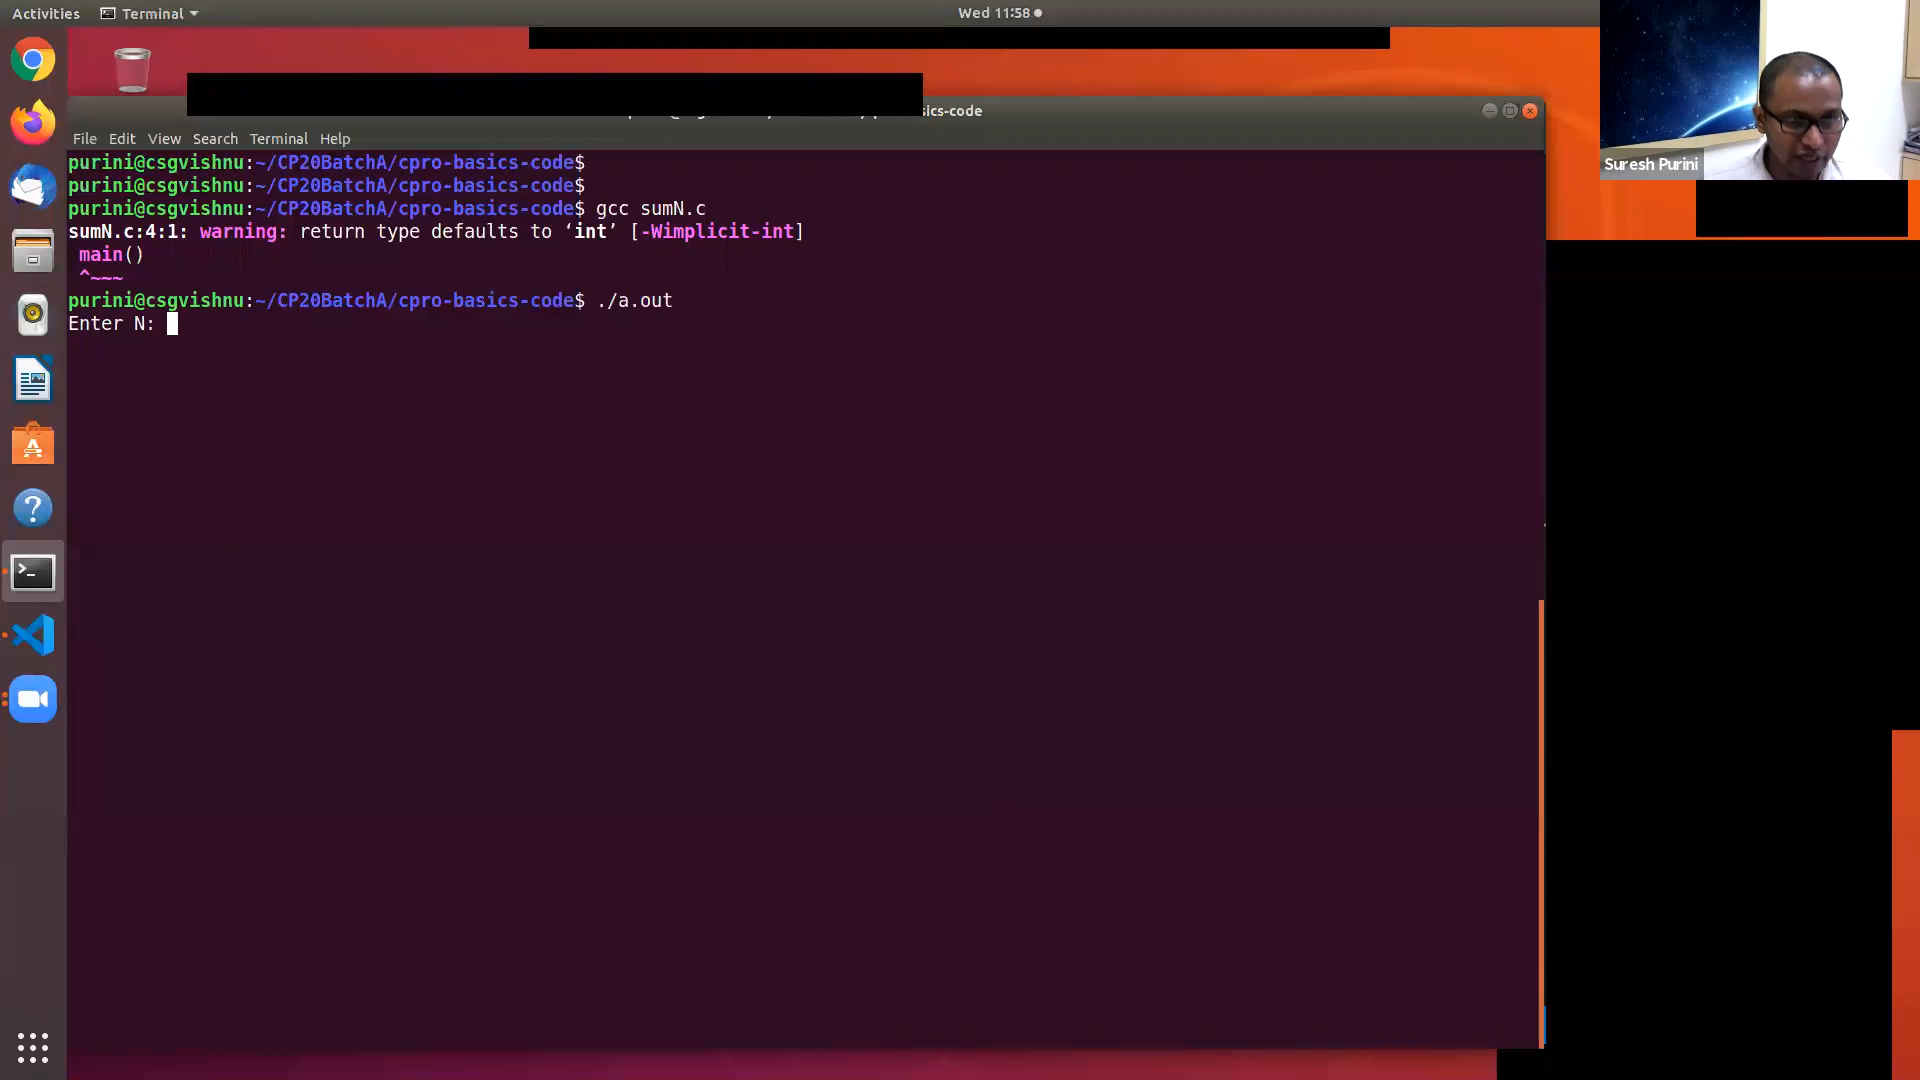 Activities
Terminal
Wed 11:58
sics-code
File Edit View Search Terminal Help
purini@csgvishnu:~/CP20BatchA/cpro-basics-code$
purini@csgvishnu:~/CP20BatchA/cpro-basics-code$
purini@csgvishnu:~/CP20BatchA/cpro-basics-code$ gcc sumN.c
sumN.c:4:1: warning: return type defaults to ‘int’ [-Wimplicit-int]
main()
^~~~
purini@csgvishnu:~/CP20BatchA/cpro-basics-code$ ./a.out
Enter N:
Suresh Purini